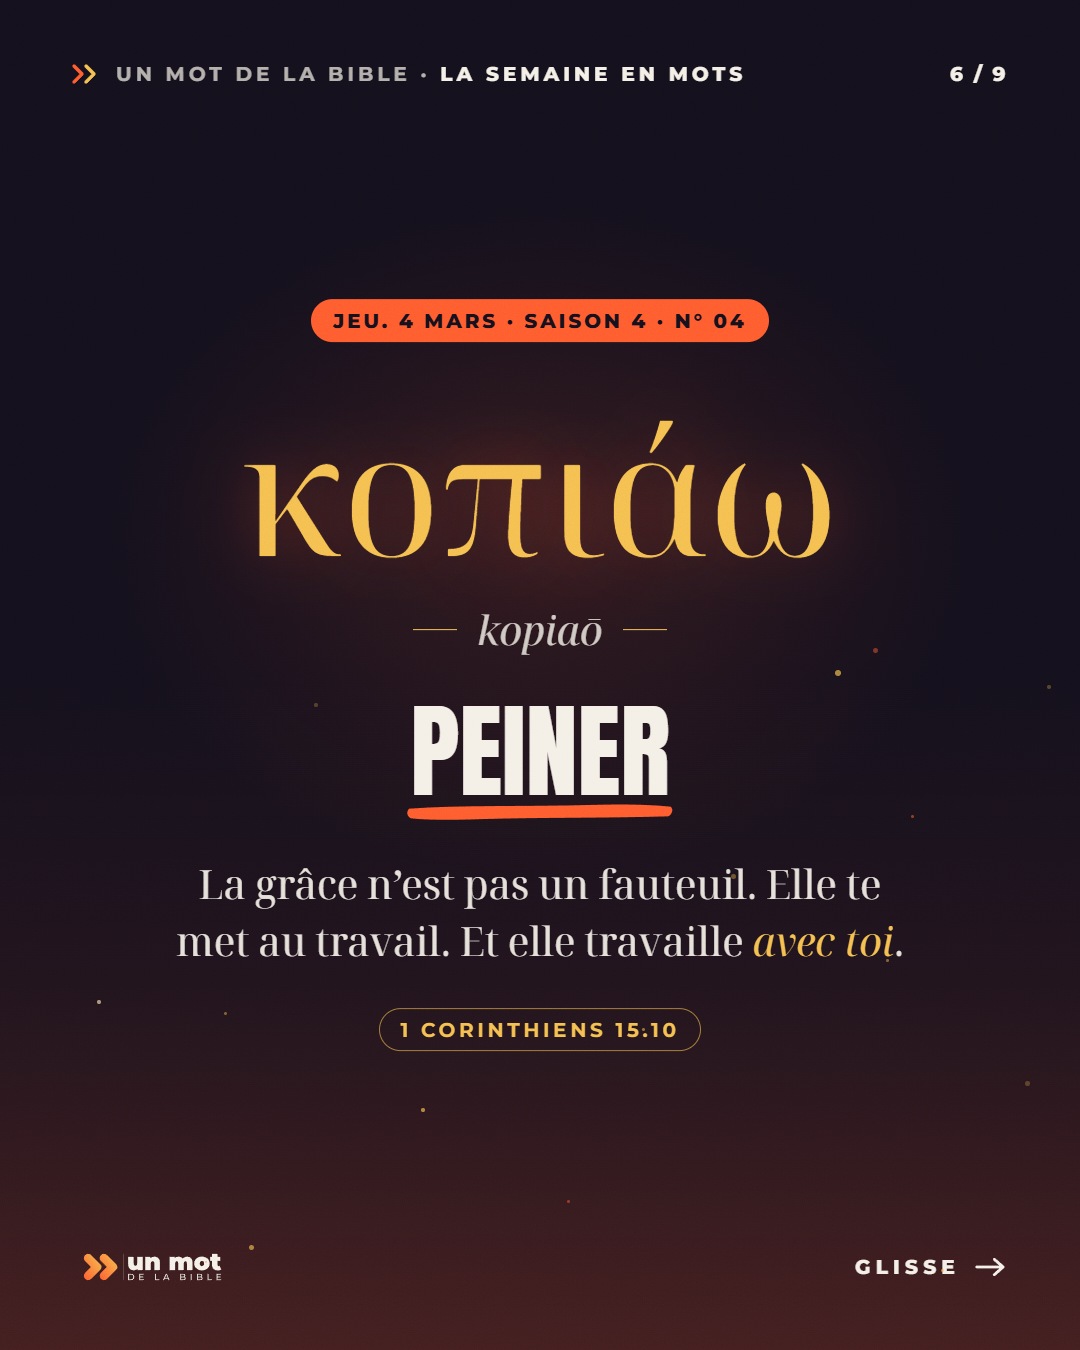 UN MOT DE LA BIBLE · LA SEMAINE EN MOTS
6 / 9
JEU. 4 MARS · SAISON 4 · N° 04
κοπιάω
kopiaō
PEINER
La grâce n’est pas un fauteuil. Elle te
met au travail. Et elle travaille avec toi.
1 CORINTHIENS 15.10
un mot
DE LA BIBLE
GLISSE →